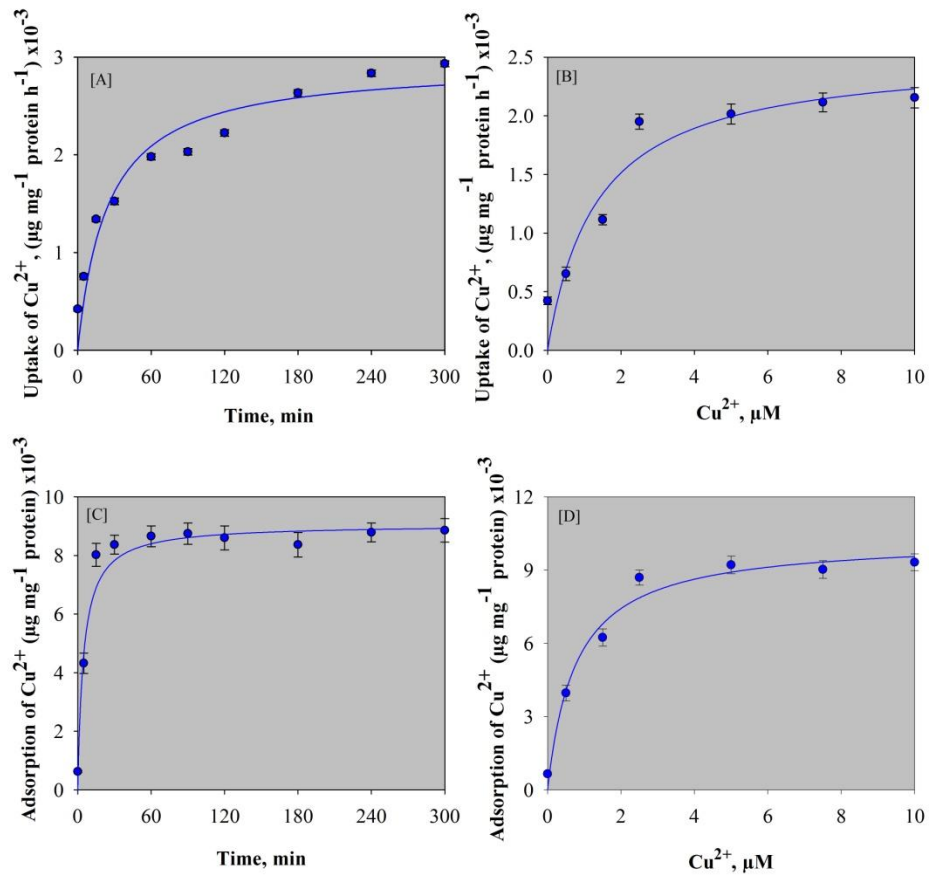 [A]
Uptake of Cu²⁺, (µg mg⁻¹ protein h⁻¹) x10⁻³
3
2
1
0
0 60 120 180 240 300
Time, min
[B]
Uptake of Cu²⁺, (µg mg⁻¹ protein h⁻¹) x10⁻³
2.5
2.0
1.5
1.0
0.5
0.0
0 2 4 6 8 10
Cu²⁺, µM
[C]
Adsorption of Cu²⁺ (µg mg⁻¹ protein) x10⁻³
10
8
6
4
2
0
0 60 120 180 240 300
Time, min
[D]
Adsorption of Cu²⁺ (µg mg⁻¹ protein) x10⁻³
12
9
6
3
0
0 2 4 6 8 10
Cu²⁺, µM